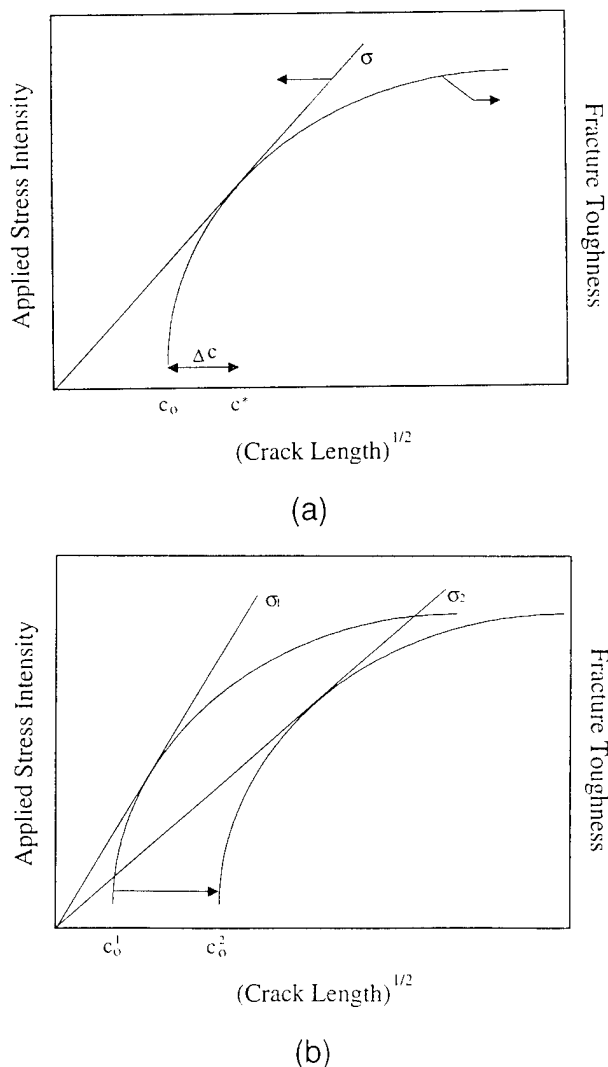 Applied Stress Intensity
σ
Fracture Toughness
Δ c
c₀ c*
(Crack Length)^1/2
(a)
Applied Stress Intensity
σ₁
σ₂
Fracture Toughness
c₀¹ c₀²
(Crack Length)^1/2
(b)